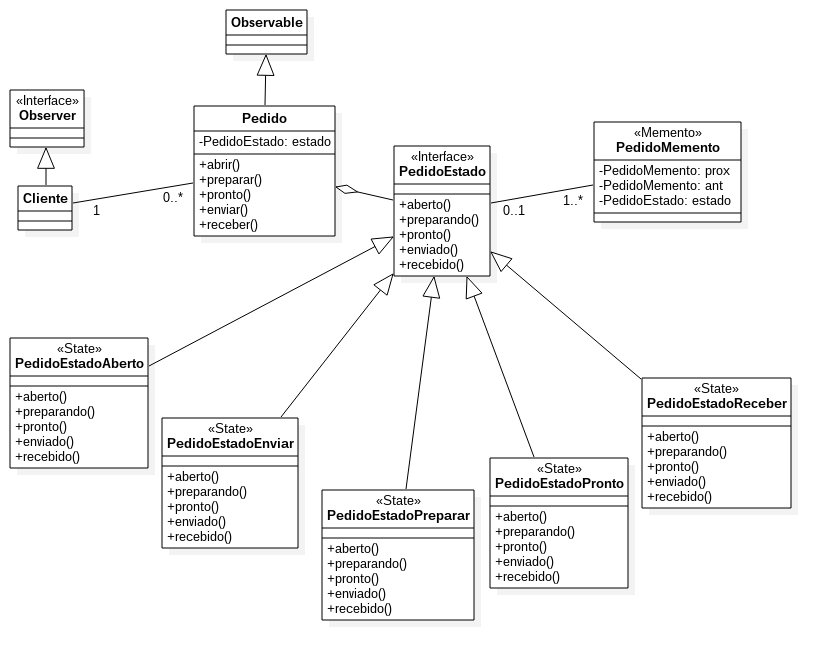 Observable
«Interface»
Observer
Cliente
1
0..*
Pedido
-PedidoEstado: estado
+abrir()
+preparar()
+pronto()
+enviar()
+receber()
«Interface»
PedidoEstado
+aberto()
+preparando()
+pronto()
+enviado()
+recebido()
0..1
1..*
«Memento»
PedidoMemento
-PedidoMemento: prox
-PedidoMemento: ant
-PedidoEstado: estado
«State»
PedidoEstadoAberto
+aberto()
+preparando()
+pronto()
+enviado()
+recebido()
«State»
PedidoEstadoEnviar
+aberto()
+preparando()
+pronto()
+enviado()
+recebido()
«State»
PedidoEstadoPreparar
+aberto()
+preparando()
+pronto()
+enviado()
+recebido()
«State»
PedidoEstadoPronto
+aberto()
+preparando()
+pronto()
+enviado()
+recebido()
«State»
PedidoEstadoReceber
+aberto()
+preparando()
+pronto()
+enviado()
+recebido()